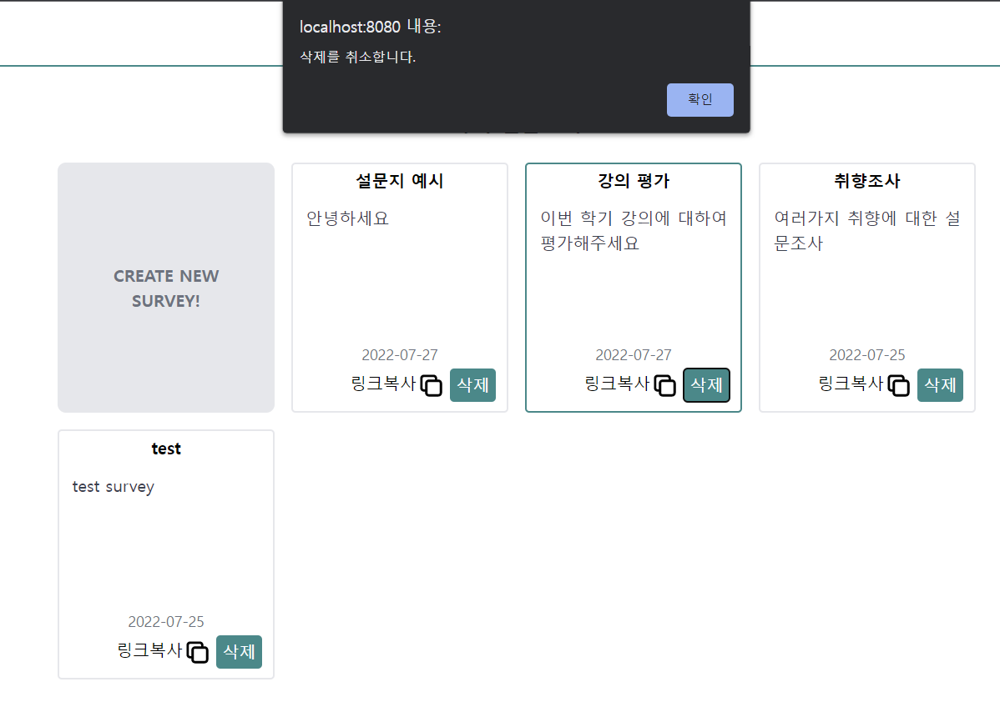 localhost:8080 내용:
삭제를 취소합니다.
확인
CREATE NEW
SURVEY!
설문지 예시
안녕하세요
2022-07-27
링크복사 삭제
강의 평가
이번 학기 강의에 대하여
평가해주세요
2022-07-27
링크복사 삭제
취향조사
여러가지 취향에 대한 설
문조사
2022-07-25
링크복사 삭제
test
test survey
2022-07-25
링크복사 삭제